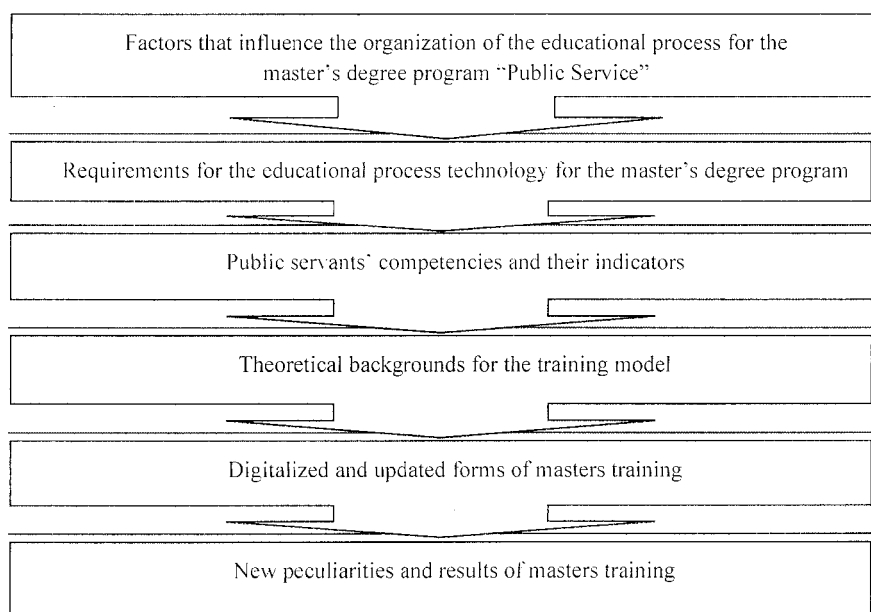 Factors that influence the organization of the educational process for the
master's degree program "Public Service"
Requirements for the educational process technology for the master's degree program
Public servants' competencies and their indicators
Theoretical backgrounds for the training model
Digitalized and updated forms of masters training
New peculiarities and results of masters training